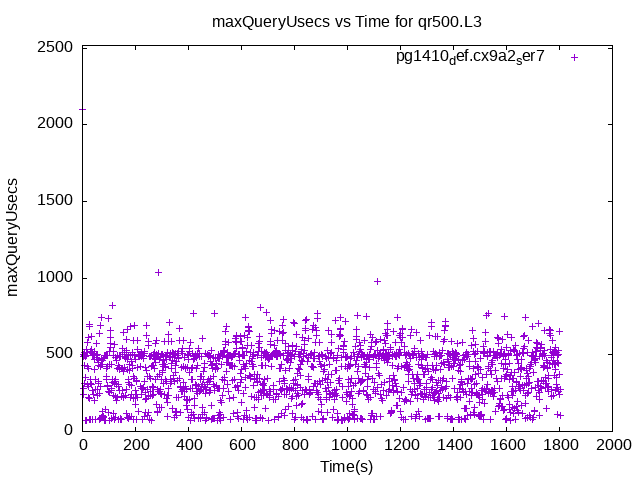 maxQueryUsecs vs Time for qr500.L3
pg1410def.cx9a2ser7
2500
2000
1500
1000
500
0
maxQueryUsecs
0 200 400 600 800 1000 1200 1400 1600 1800 2000
Time(s)